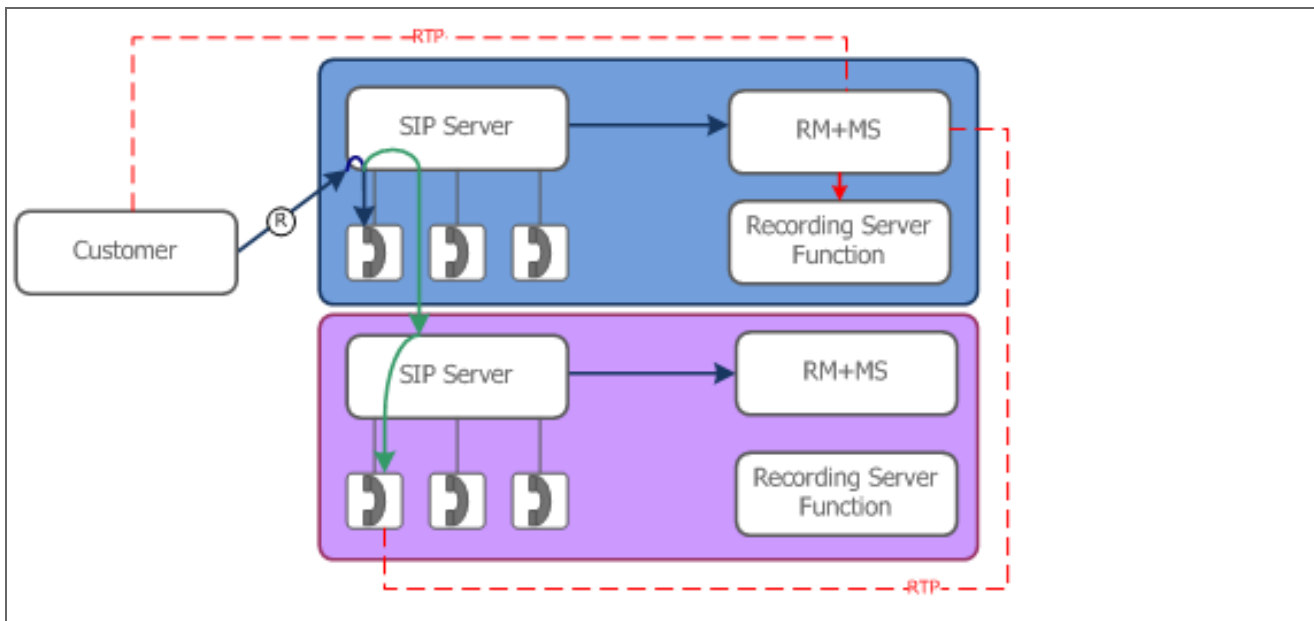 RTP
SIP Server
RM+MS
R
Customer
Recording Server
Function
SIP Server
RM+MS
Recording Server
Function
RTP